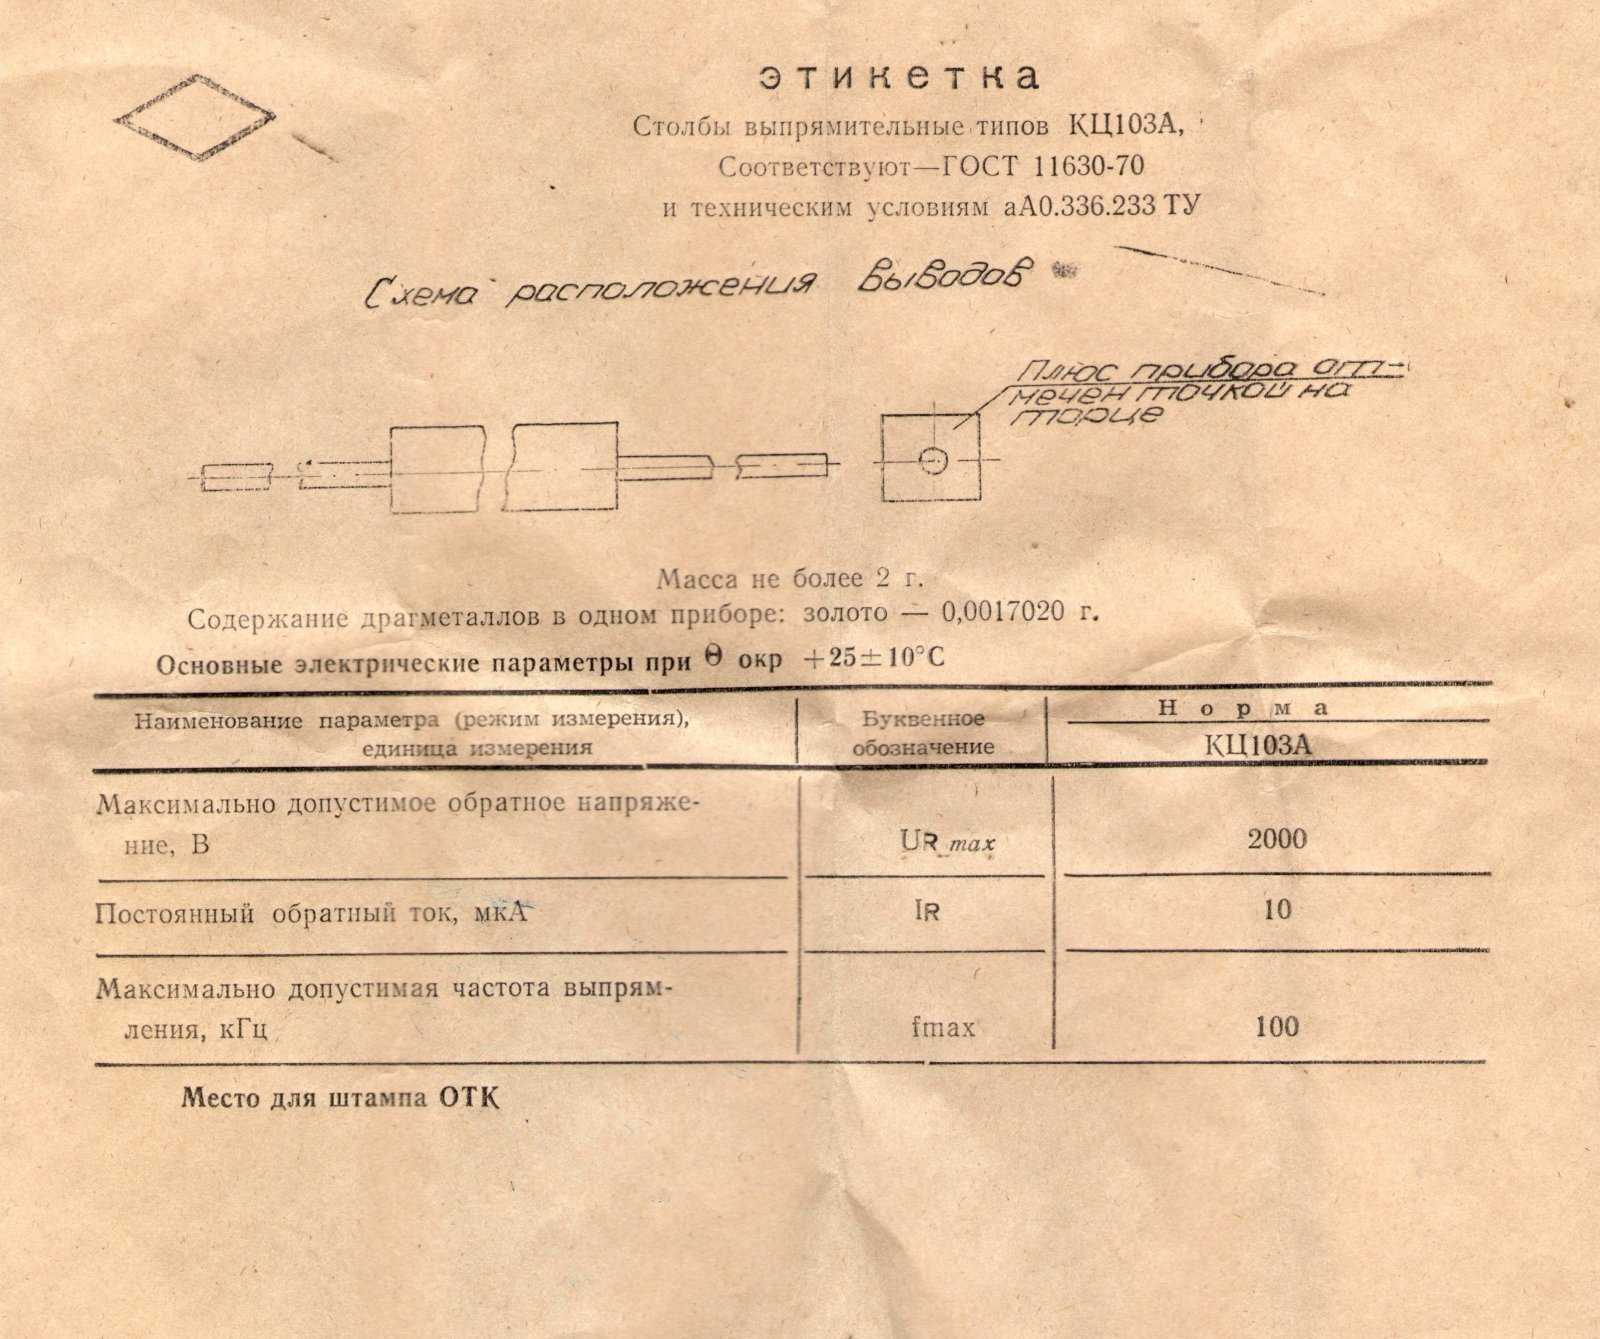 этикетка
Столбы выпрямительные типов КЦ103А,
Соответствуют—ГОСТ 11630-70
и техническим условиям аА0.336.233 ТУ
Схема расположения выводов
Плюс прибора от-
мечен точкой на
торце
Масса не более 2 г.
Содержание драгметаллов в одном приборе: золото — 0,0017020 г.
Основные электрические параметры при Θ окр +25±10°С
Наименование параметра (режим измерения),
единица измерения
Буквенное
обозначение
Норма
КЦ103А
Максимально допустимое обратное напряже-
ние, В
UR max
2000
Постоянный обратный ток, мкА
IR
10
Максимально допустимая частота выпрям-
ления, кГц
fmax
100
Место для штампа ОТК